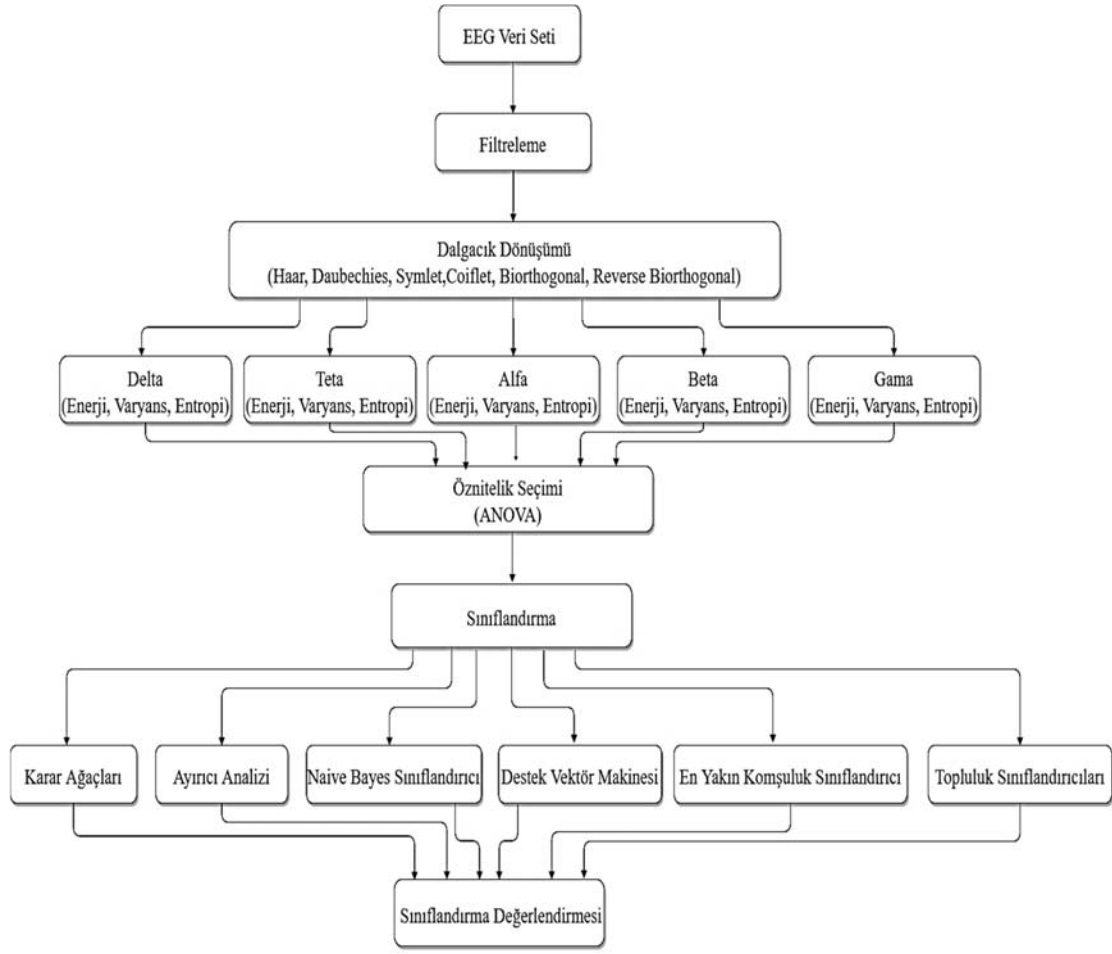 EEG Veri Seti
Filtreleme
Dalgacık Dönüşümü
(Haar, Daubechies, Symlet,Coiflet, Biorthogonal, Reverse Biorthogonal)
Delta
(Enerji, Varyans, Entropi)
Teta
(Enerji, Varyans, Entropi)
Alfa
(Enerji, Varyans, Entropi)
Beta
(Enerji, Varyans, Entropi)
Gama
(Enerji, Varyans, Entropi)
Öznitelik Seçimi
(ANOVA)
Sınıflandırma
Karar Ağaçları
Ayırıcı Analizi
Naive Bayes Sınıflandırıcı
Destek Vektör Makinesi
En Yakın Komşuluk Sınıflandırıcı
Topluluk Sınıflandırıcıları
Sınıflandırma Değerlendirmesi